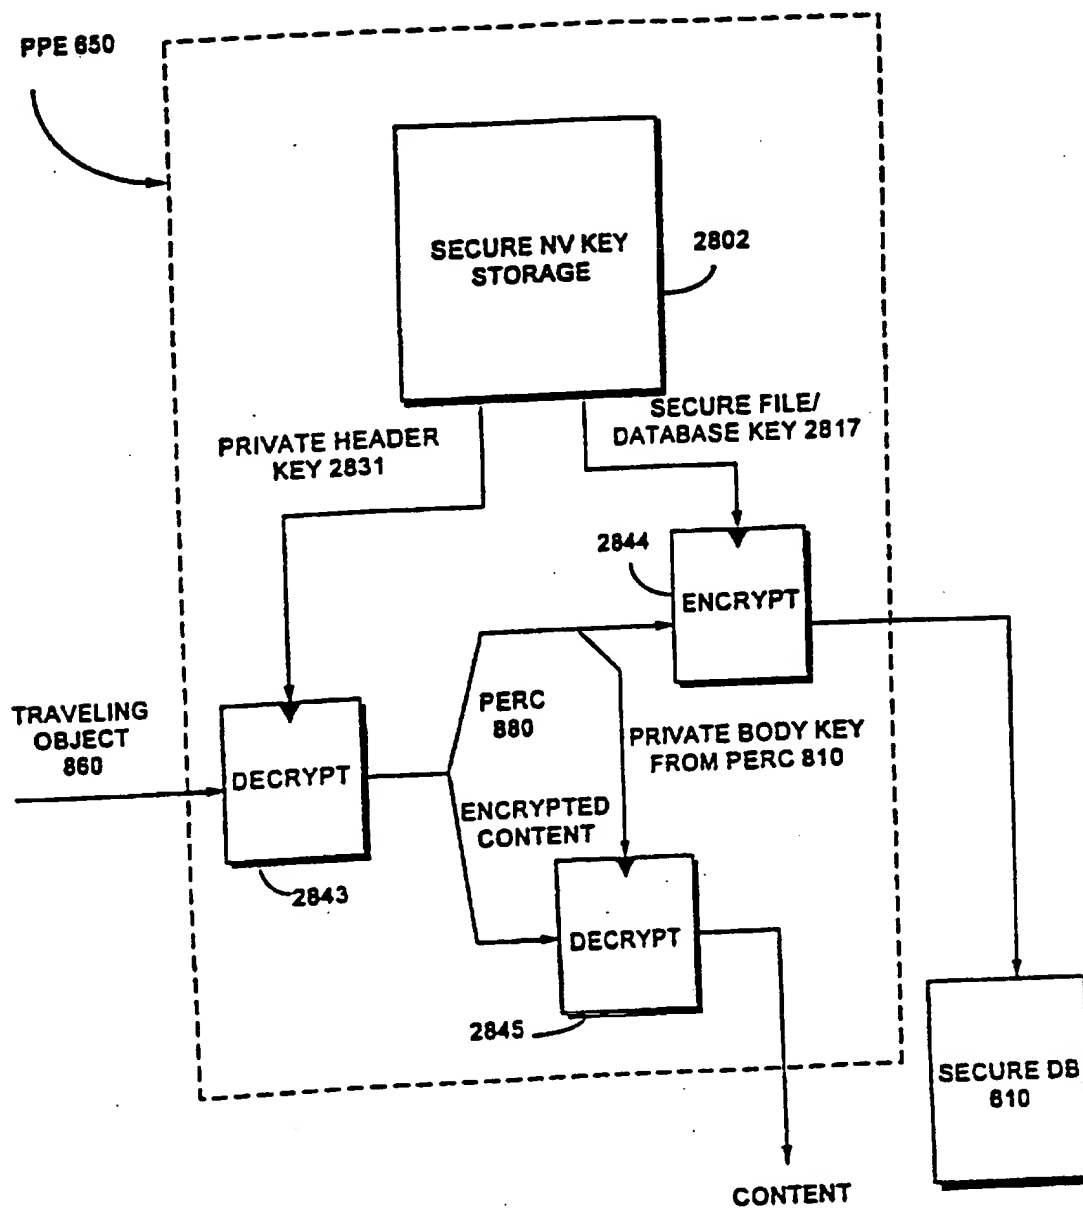 PPE 650
SECURE NV KEY
STORAGE
2802
PRIVATE HEADER
KEY 2831
SECURE FILE/
DATABASE KEY 2817
2844
ENCRYPT
TRAVELING
OBJECT
860
DECRYPT
PERC
880
PRIVATE BODY KEY
FROM PERC 810
ENCRYPTED
CONTENT
2843
DECRYPT
2845
SECURE DB
610
CONTENT